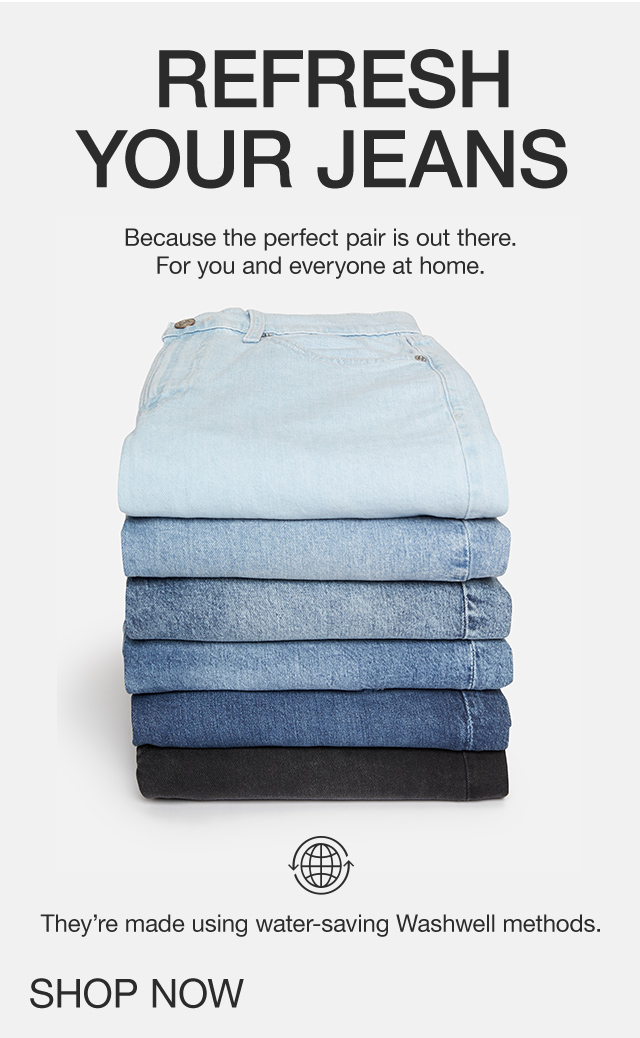 REFRESH
YOUR JEANS
Because the perfect pair is out there.
For you and everyone at home.
They’re made using water-saving Washwell methods.
SHOP NOW